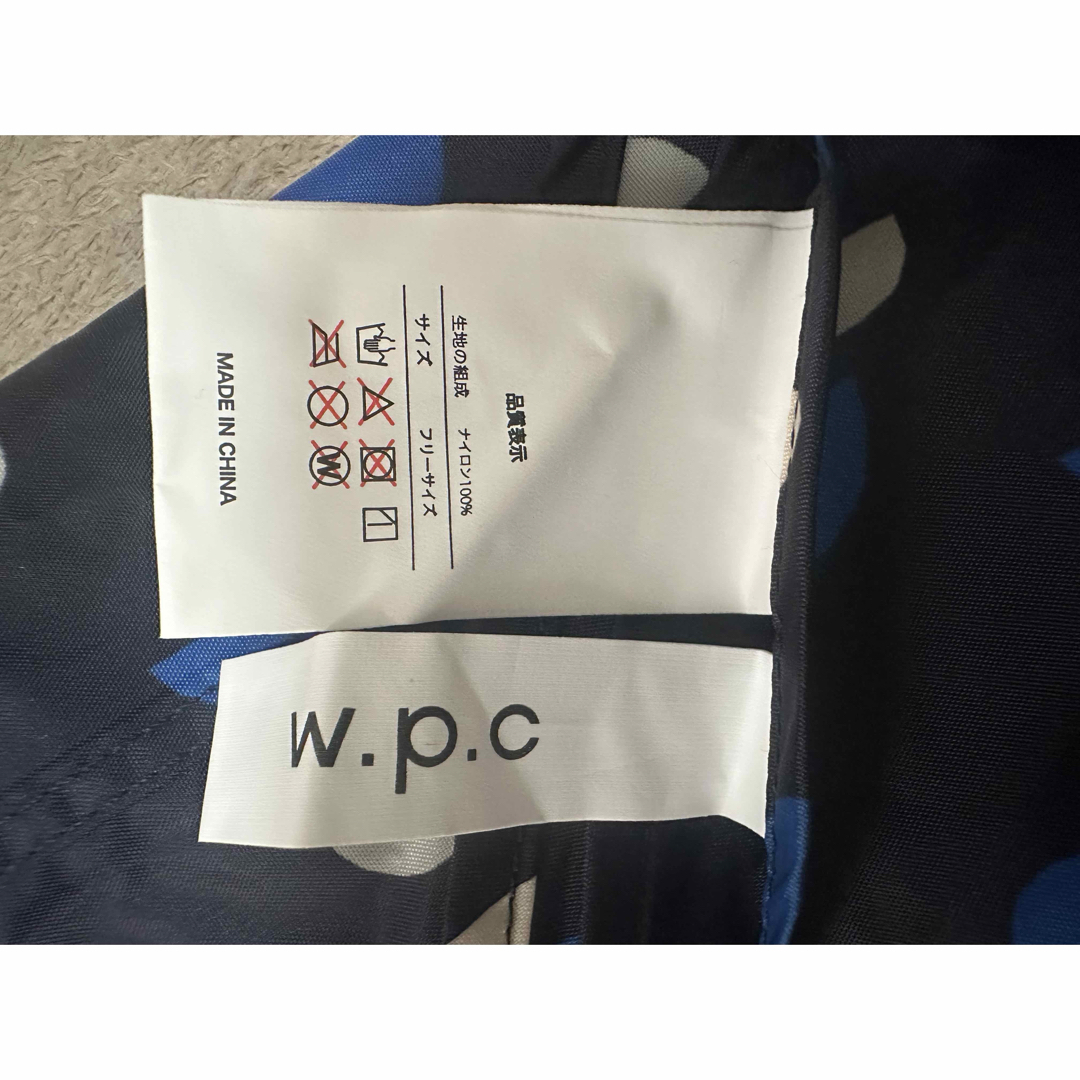 品質表示
生地の組成 ナイロン100%
サイズ フリーサイズ
W
MADE IN CHINA
w.p.c